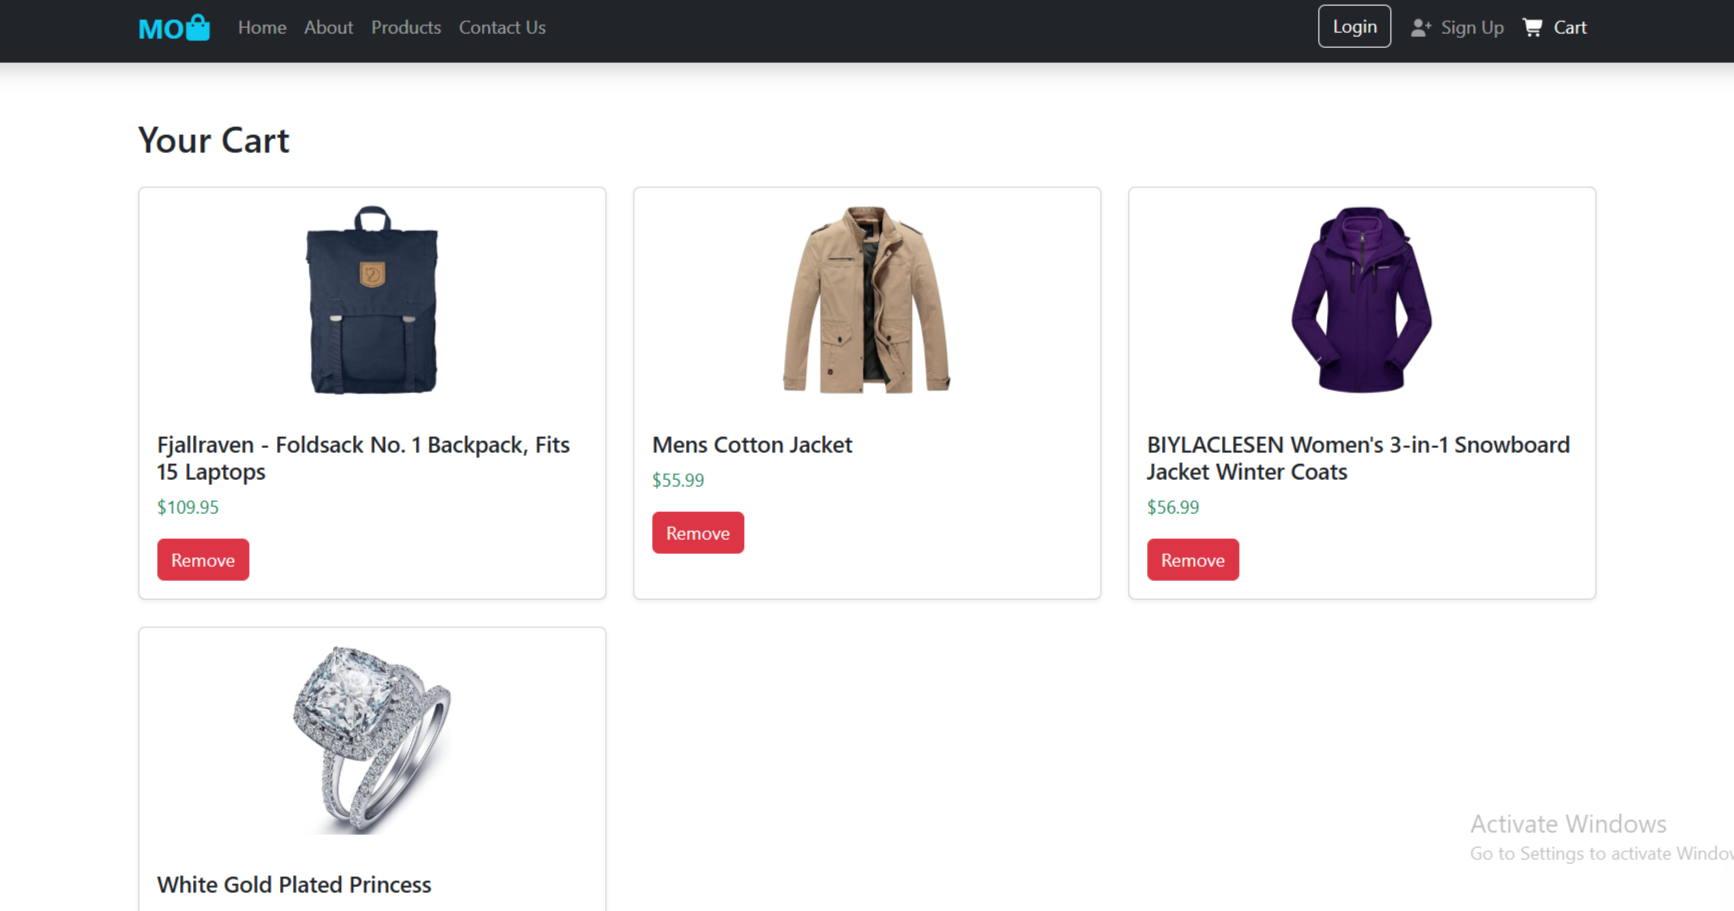 MO Home About Products Contact Us Login Sign Up Cart
Your Cart
Fjallraven - Foldsack No. 1 Backpack, Fits
15 Laptops
$109.95
Remove
Mens Cotton Jacket
$55.99
Remove
BIYLACLESEN Women's 3-in-1 Snowboard
Jacket Winter Coats
$56.99
Remove
White Gold Plated Princess
Activate Windows
Go to Settings to activate Window